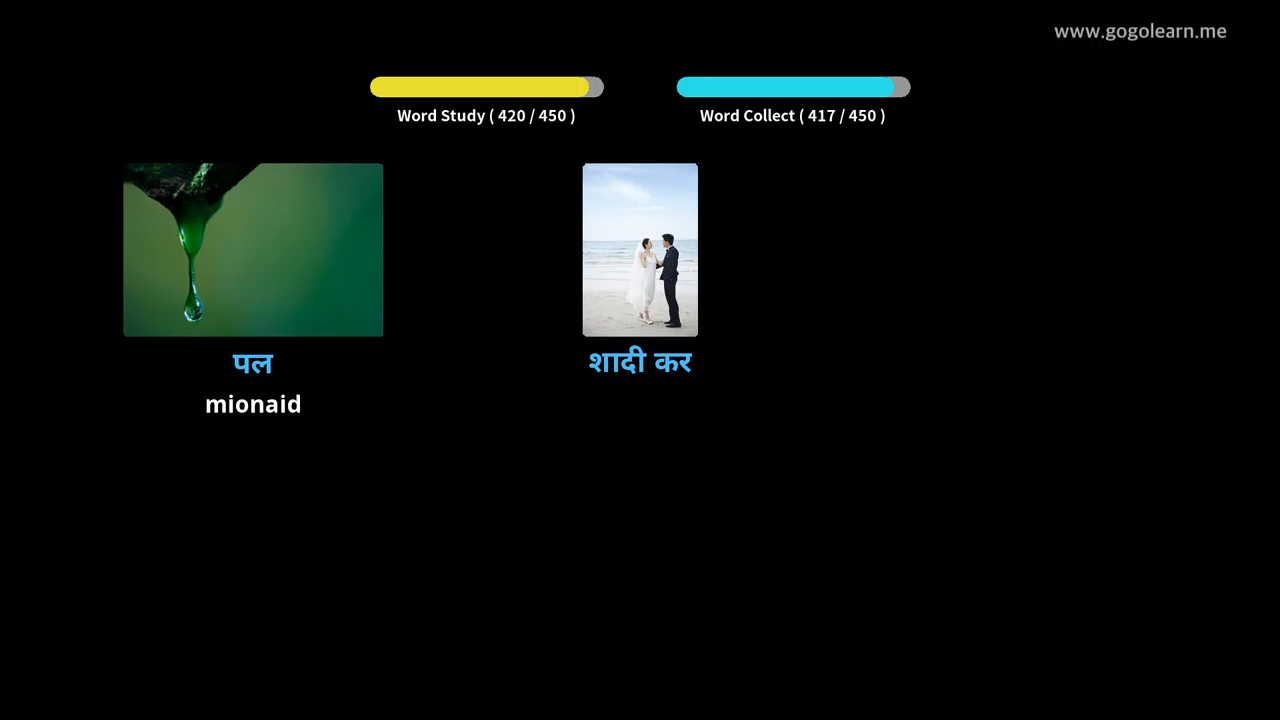 www.gogolearn.me
Word Study ( 420 / 450 )
Word Collect ( 417 / 450 )
पल
शादी कर
mionaid